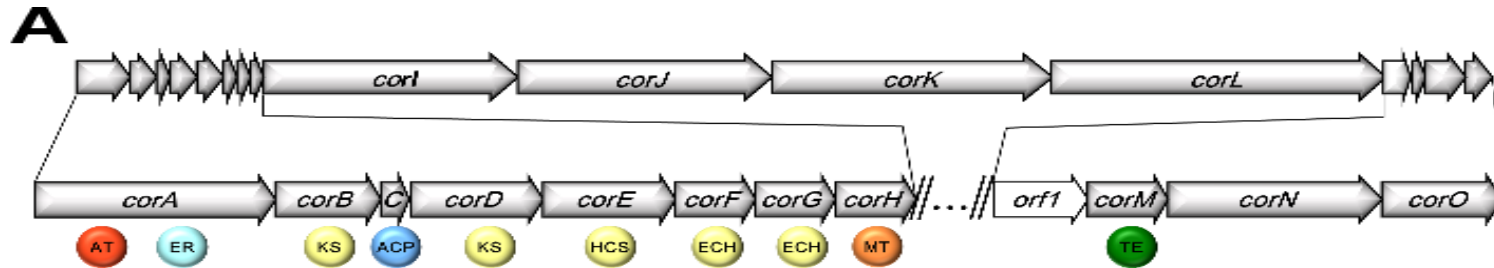 A
corI corJ corK corL
corA corB C corD corE corF corG corH //...// orf1 corM corN corO
AT ER KS ACP KS HCS ECH ECH MT TE